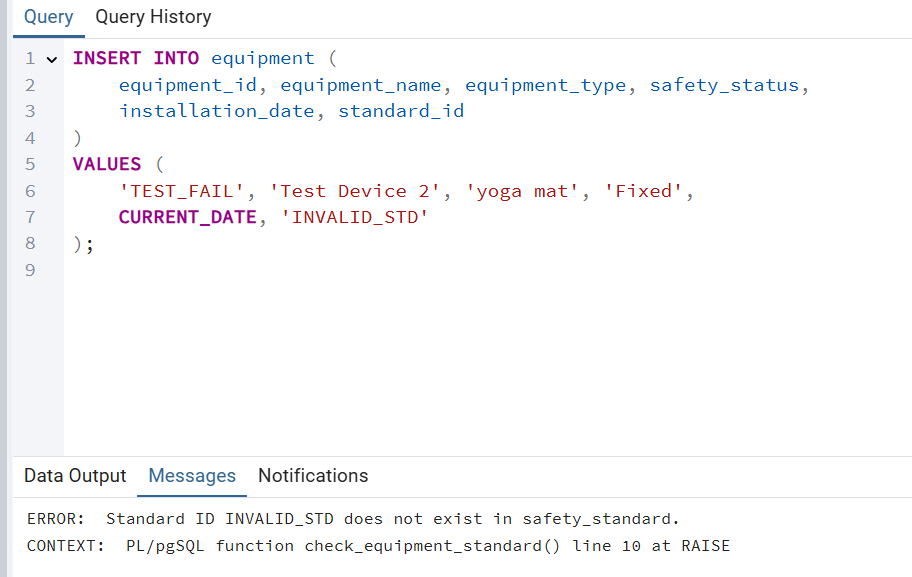 Query Query History
1 INSERT INTO equipment (
2 equipment_id, equipment_name, equipment_type, safety_status,
3 installation_date, standard_id
4 )
5 VALUES (
6 'TEST_FAIL', 'Test Device 2', 'yoga mat', 'Fixed',
7 CURRENT_DATE, 'INVALID_STD'
8 );
9
Data Output Messages Notifications
ERROR: Standard ID INVALID_STD does not exist in safety_standard.
CONTEXT: PL/pgSQL function check_equipment_standard() line 10 at RAISE